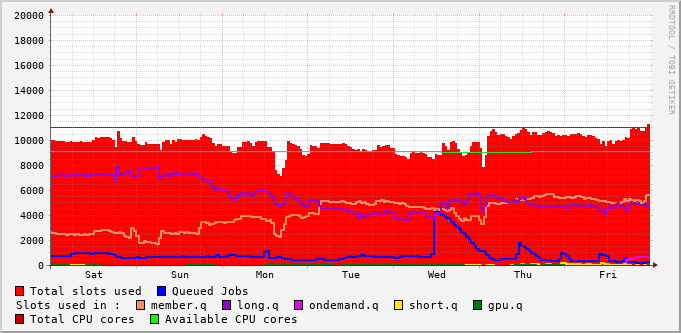 RRDTOOL / TOBI OETIKER
20000
18000
16000
14000
12000
10000
8000
6000
4000
2000
0
Sat Sun Mon Tue Wed Thu Fri
Total slots used Queued Jobs
Slots used in : member.q long.q ondemand.q short.q gpu.q
Total CPU cores Available CPU cores